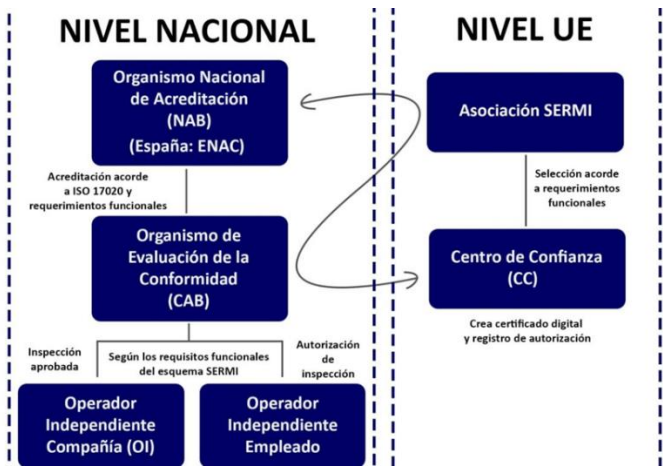 NIVEL NACIONAL
Organismo Nacional
de Acreditación
(NAB)
(España: ENAC)
Acreditación acorde
a ISO 17020 y
requerimientos funcionales
Organismo de
Evaluación de la
Conformidad
(CAB)
Inspección
aprobada
Según los requisitos funcionales
del esquema SERMI
Autorización
de
inspección
Operador
Independiente
Compañía (OI)
Operador
Independiente
Empleado
NIVEL UE
Asociación SERMI
Selección acorde
a requerimientos
funcionales
Centro de Confianza
(CC)
Crea certificado digital
y registro de autorización